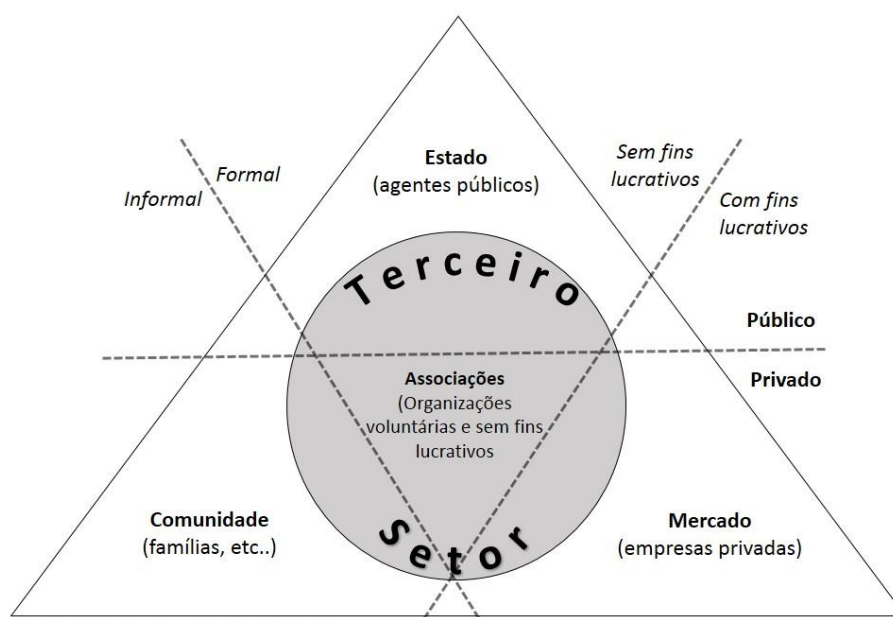 Estado
(agentes públicos)
Informal
Formal
Sem fins
lucrativos
Com fins
lucrativos
Terceiro
Público
Privado
Associações
(Organizações
voluntárias e sem fins
lucrativos
Comunidade
(famílias, etc..)
Setor
Mercado
(empresas privadas)